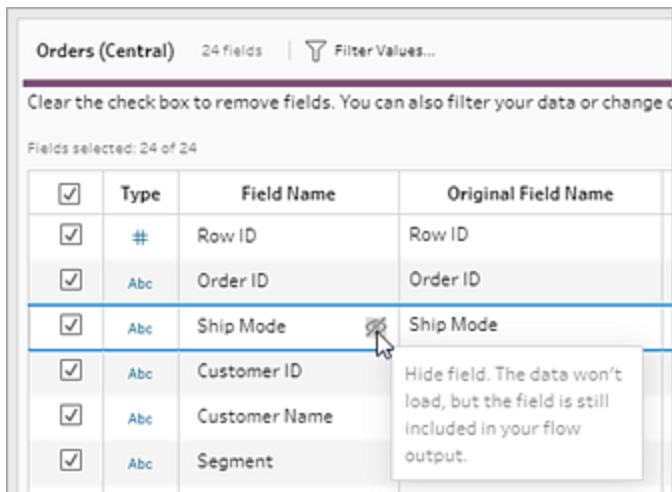 Orders (Central) 24 fields Filter Values...
Clear the check box to remove fields. You can also filter your data or change
Fields selected: 24 of 24
Type Field Name Original Field Name
# Row ID Row ID
Abc Order ID Order ID
Abc Ship Mode Ship Mode
Abc Customer ID
Hide field. The data won't
load, but the field is still
Abc Customer Name
included in your flow
output.
Abc Segment